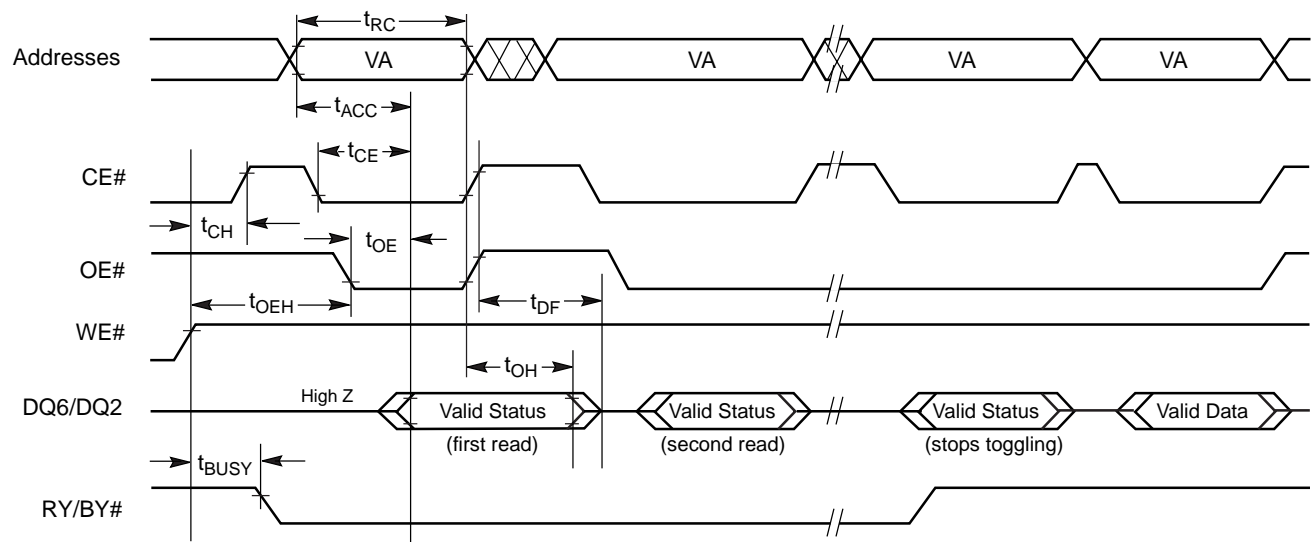 tRC
Addresses VA VA VA VA
tACC
tCE
CE#
tCH
tOE
OE#
tOEH
tDF
WE#
tOH
High Z
DQ6/DQ2 Valid Status Valid Status Valid Status Valid Data
(first read) (second read) (stops toggling)
tBUSY
RY/BY#